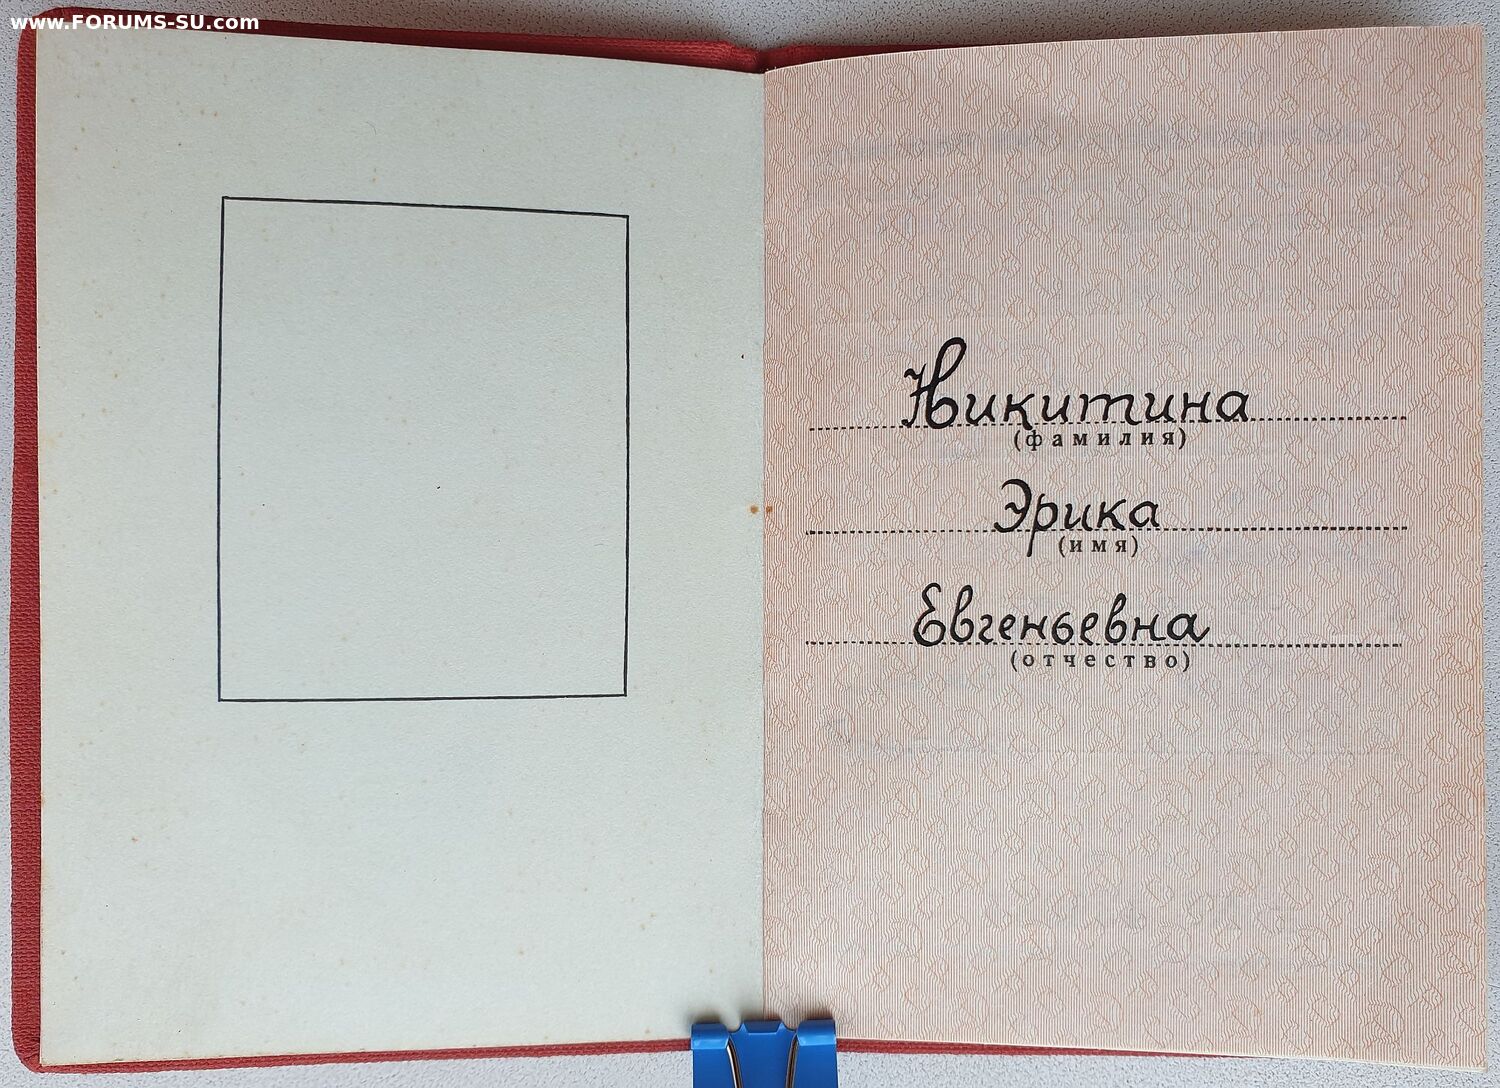 www.FORUMS-SU.com
Никитина
(фамилия)
Эрика
(имя)
Евгеньевна
(отчество)